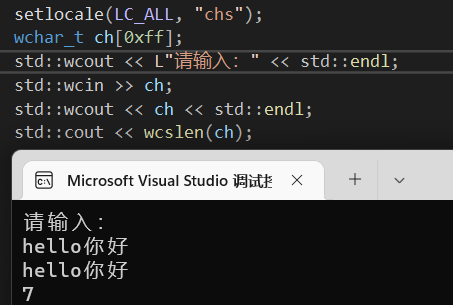 setlocale(LC_ALL, "chs");
wchar_t ch[0xff];
std::wcout << L"请输入：" << std::endl;
std::wcin >> ch;
std::wcout << ch << std::endl;
std::cout << wcslen(ch);
Microsoft Visual Studio 调试控
请输入：
hello你好
hello你好
7